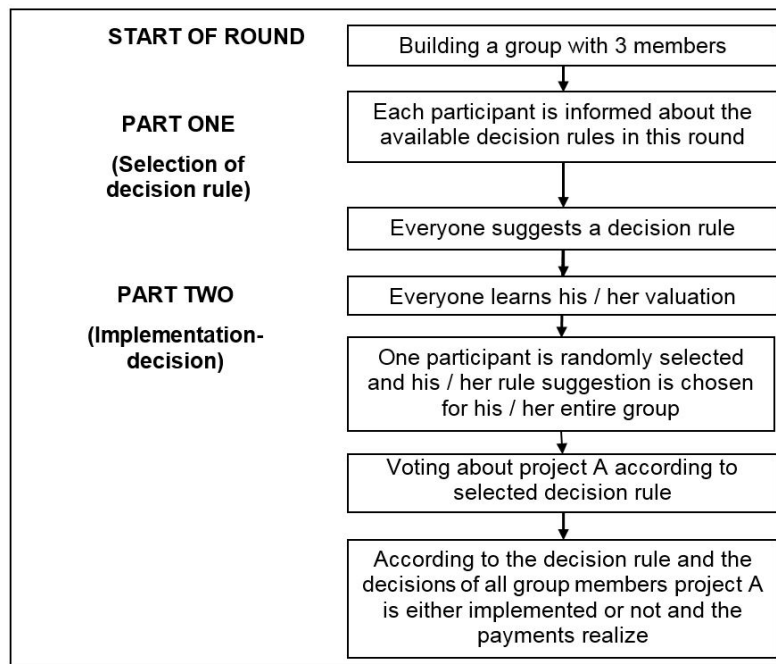 START OF ROUND
Building a group with 3 members
PART ONE
(Selection of
decision rule)
Each participant is informed about the
available decision rules in this round
Everyone suggests a decision rule
PART TWO
(Implementation-
decision)
Everyone learns his / her valuation
One participant is randomly selected
and his / her rule suggestion is chosen
for his / her entire group
Voting about project A according to
selected decision rule
According to the decision rule and the
decisions of all group members project A
is either implemented or not and the
payments realize